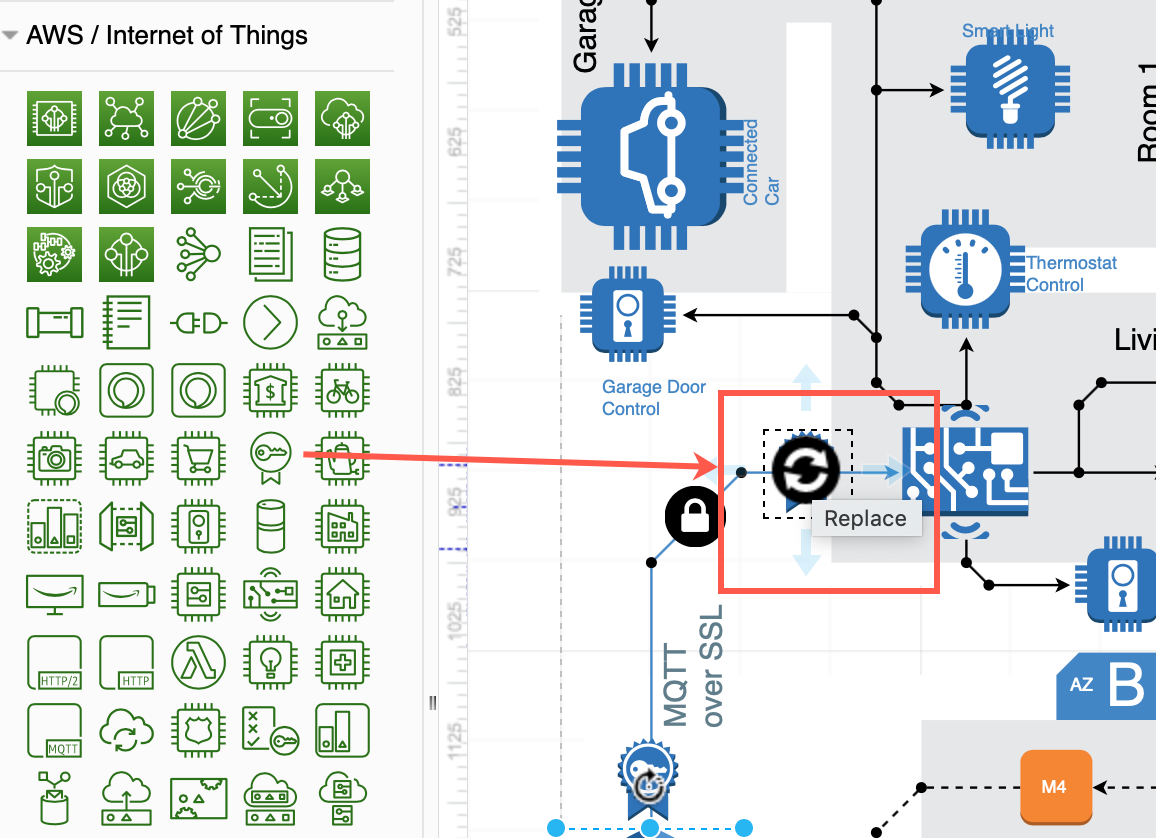 AWS / Internet of Things
HTTP/2
HTTP
MQTT
$
525
625
725
825
925
1025
1125
Garag
Connected
Car
Smart Light
Room 1
Thermostat
Control
Garage Door
Control
Livi
Replace
MQTT
over SSL
AZ
B
M4